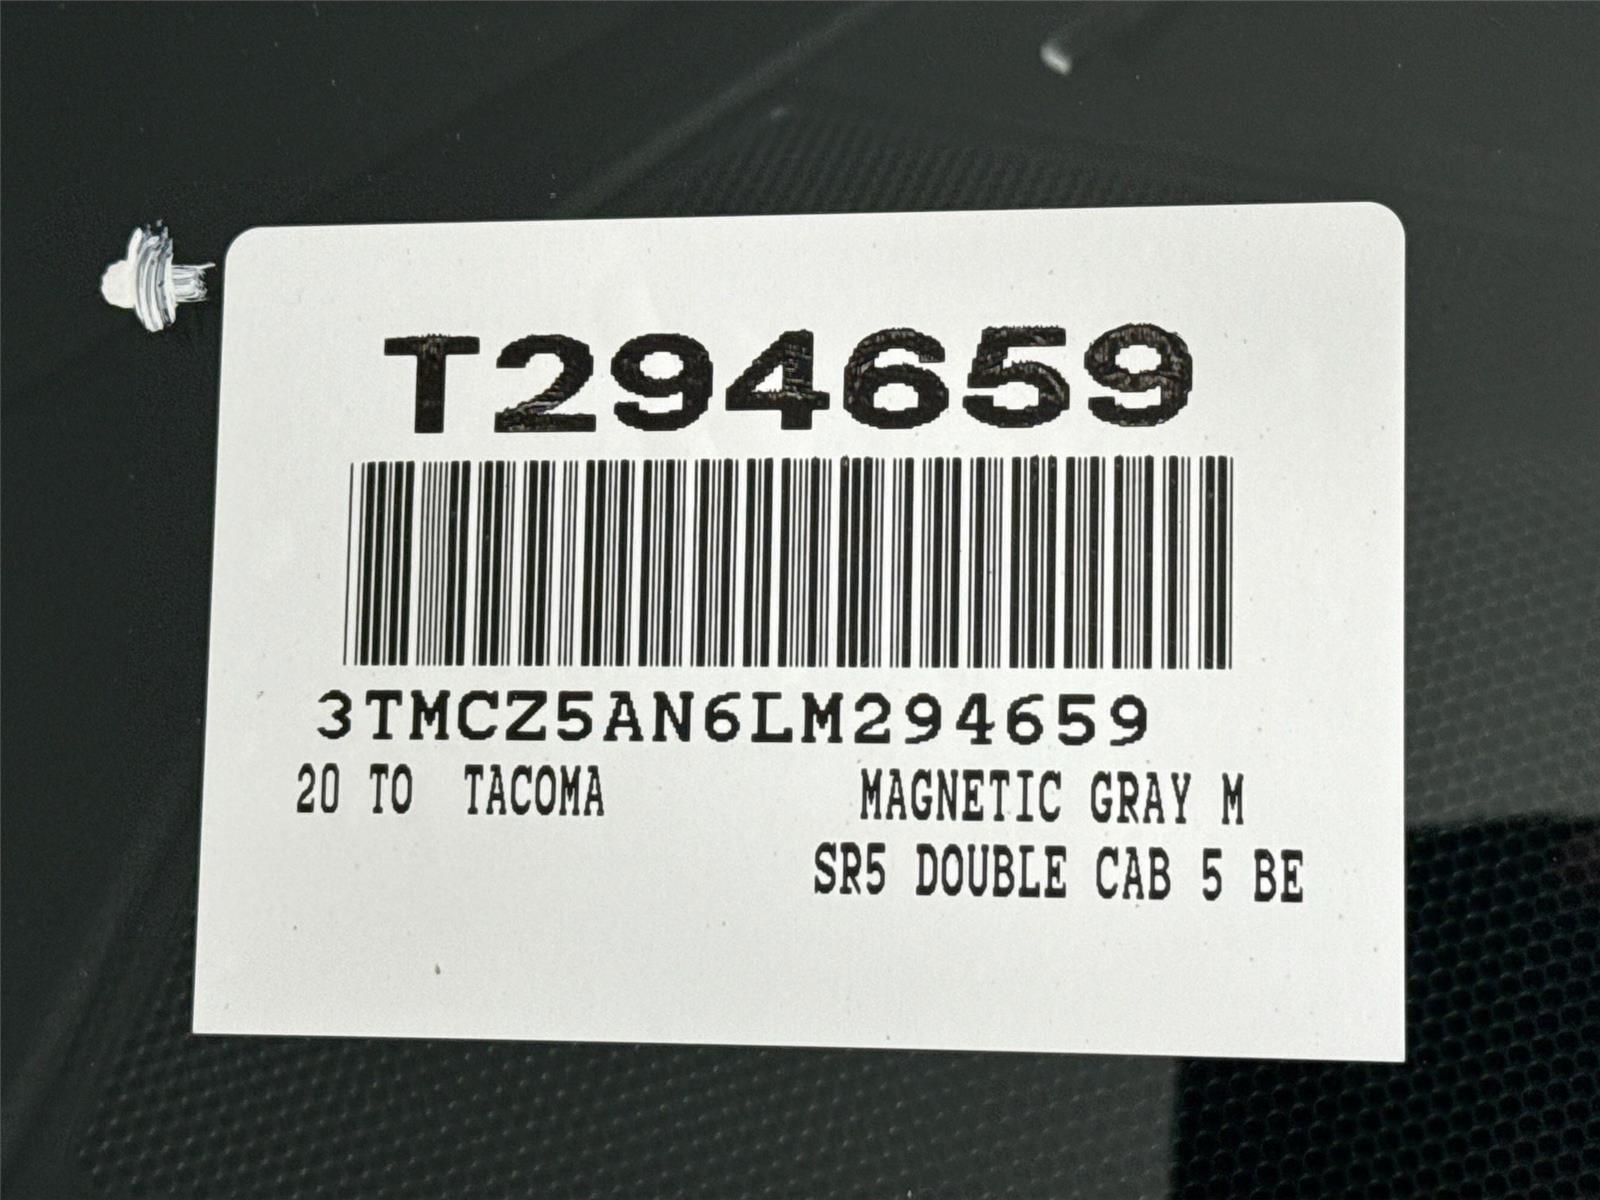 T294659
3TMCZ5AN6LM294659
20 TO TACOMA MAGNETIC GRAY M
SR5 DOUBLE CAB 5 BE